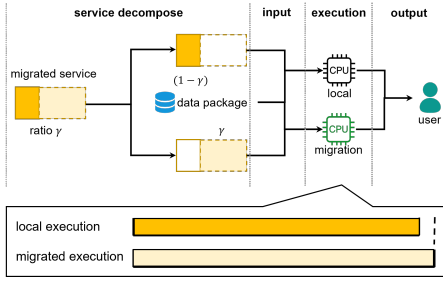 service decompose
input
execution
output
migrated service
ratio γ
(1 − γ)
data package
γ
CPU
local
CPU
migration
user
local execution
migrated execution